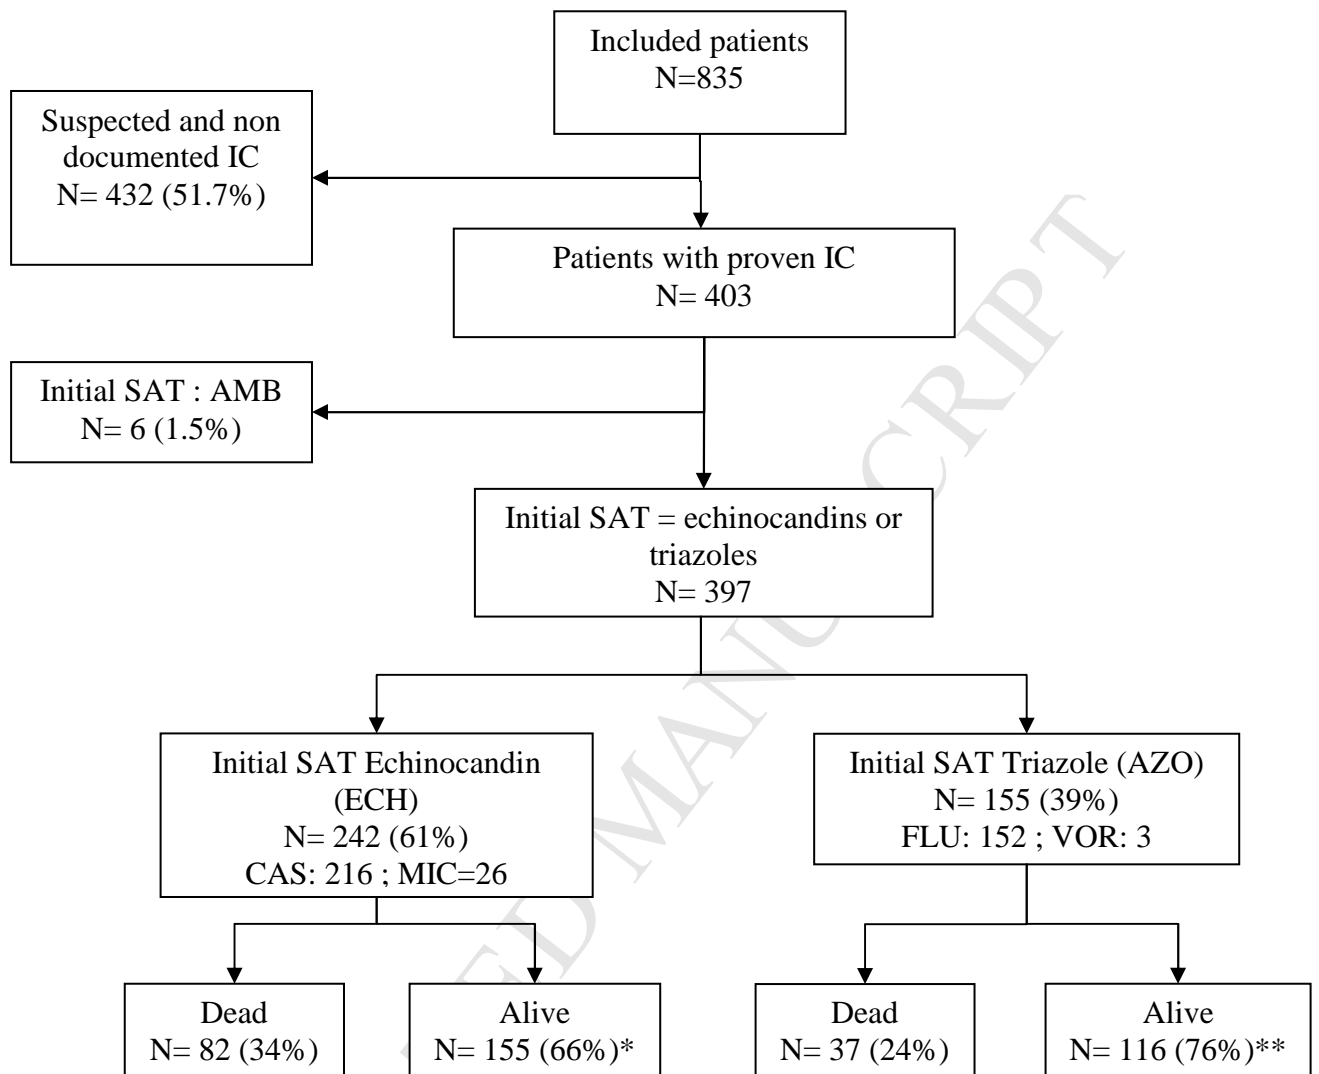 Included patients
N=835
Suspected and non
documented IC
N= 432 (51.7%)
Patients with proven IC
N= 403
Initial SAT : AMB
N= 6 (1.5%)
Initial SAT = echinocandins or
triazoles
N= 397
Initial SAT Echinocandin
(ECH)
N= 242 (61%)
CAS: 216 ; MIC=26
Initial SAT Triazole (AZO)
N= 155 (39%)
FLU: 152 ; VOR: 3
Dead
N= 82 (34%)
Alive
N= 155 (66%)*
Dead
N= 37 (24%)
Alive
N= 116 (76%)**
ED MANUSCRIPT